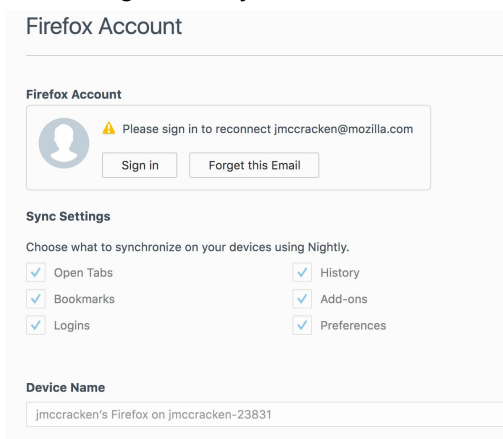 Firefox Account
Firefox Account
Please sign in to reconnect jmccracken@mozilla.com
Sign in Forget this Email
Sync Settings
Choose what to synchronize on your devices using Nightly.
Open Tabs History
Bookmarks Add-ons
Logins Preferences
Device Name
jmccracken's Firefox on jmccracken-23831